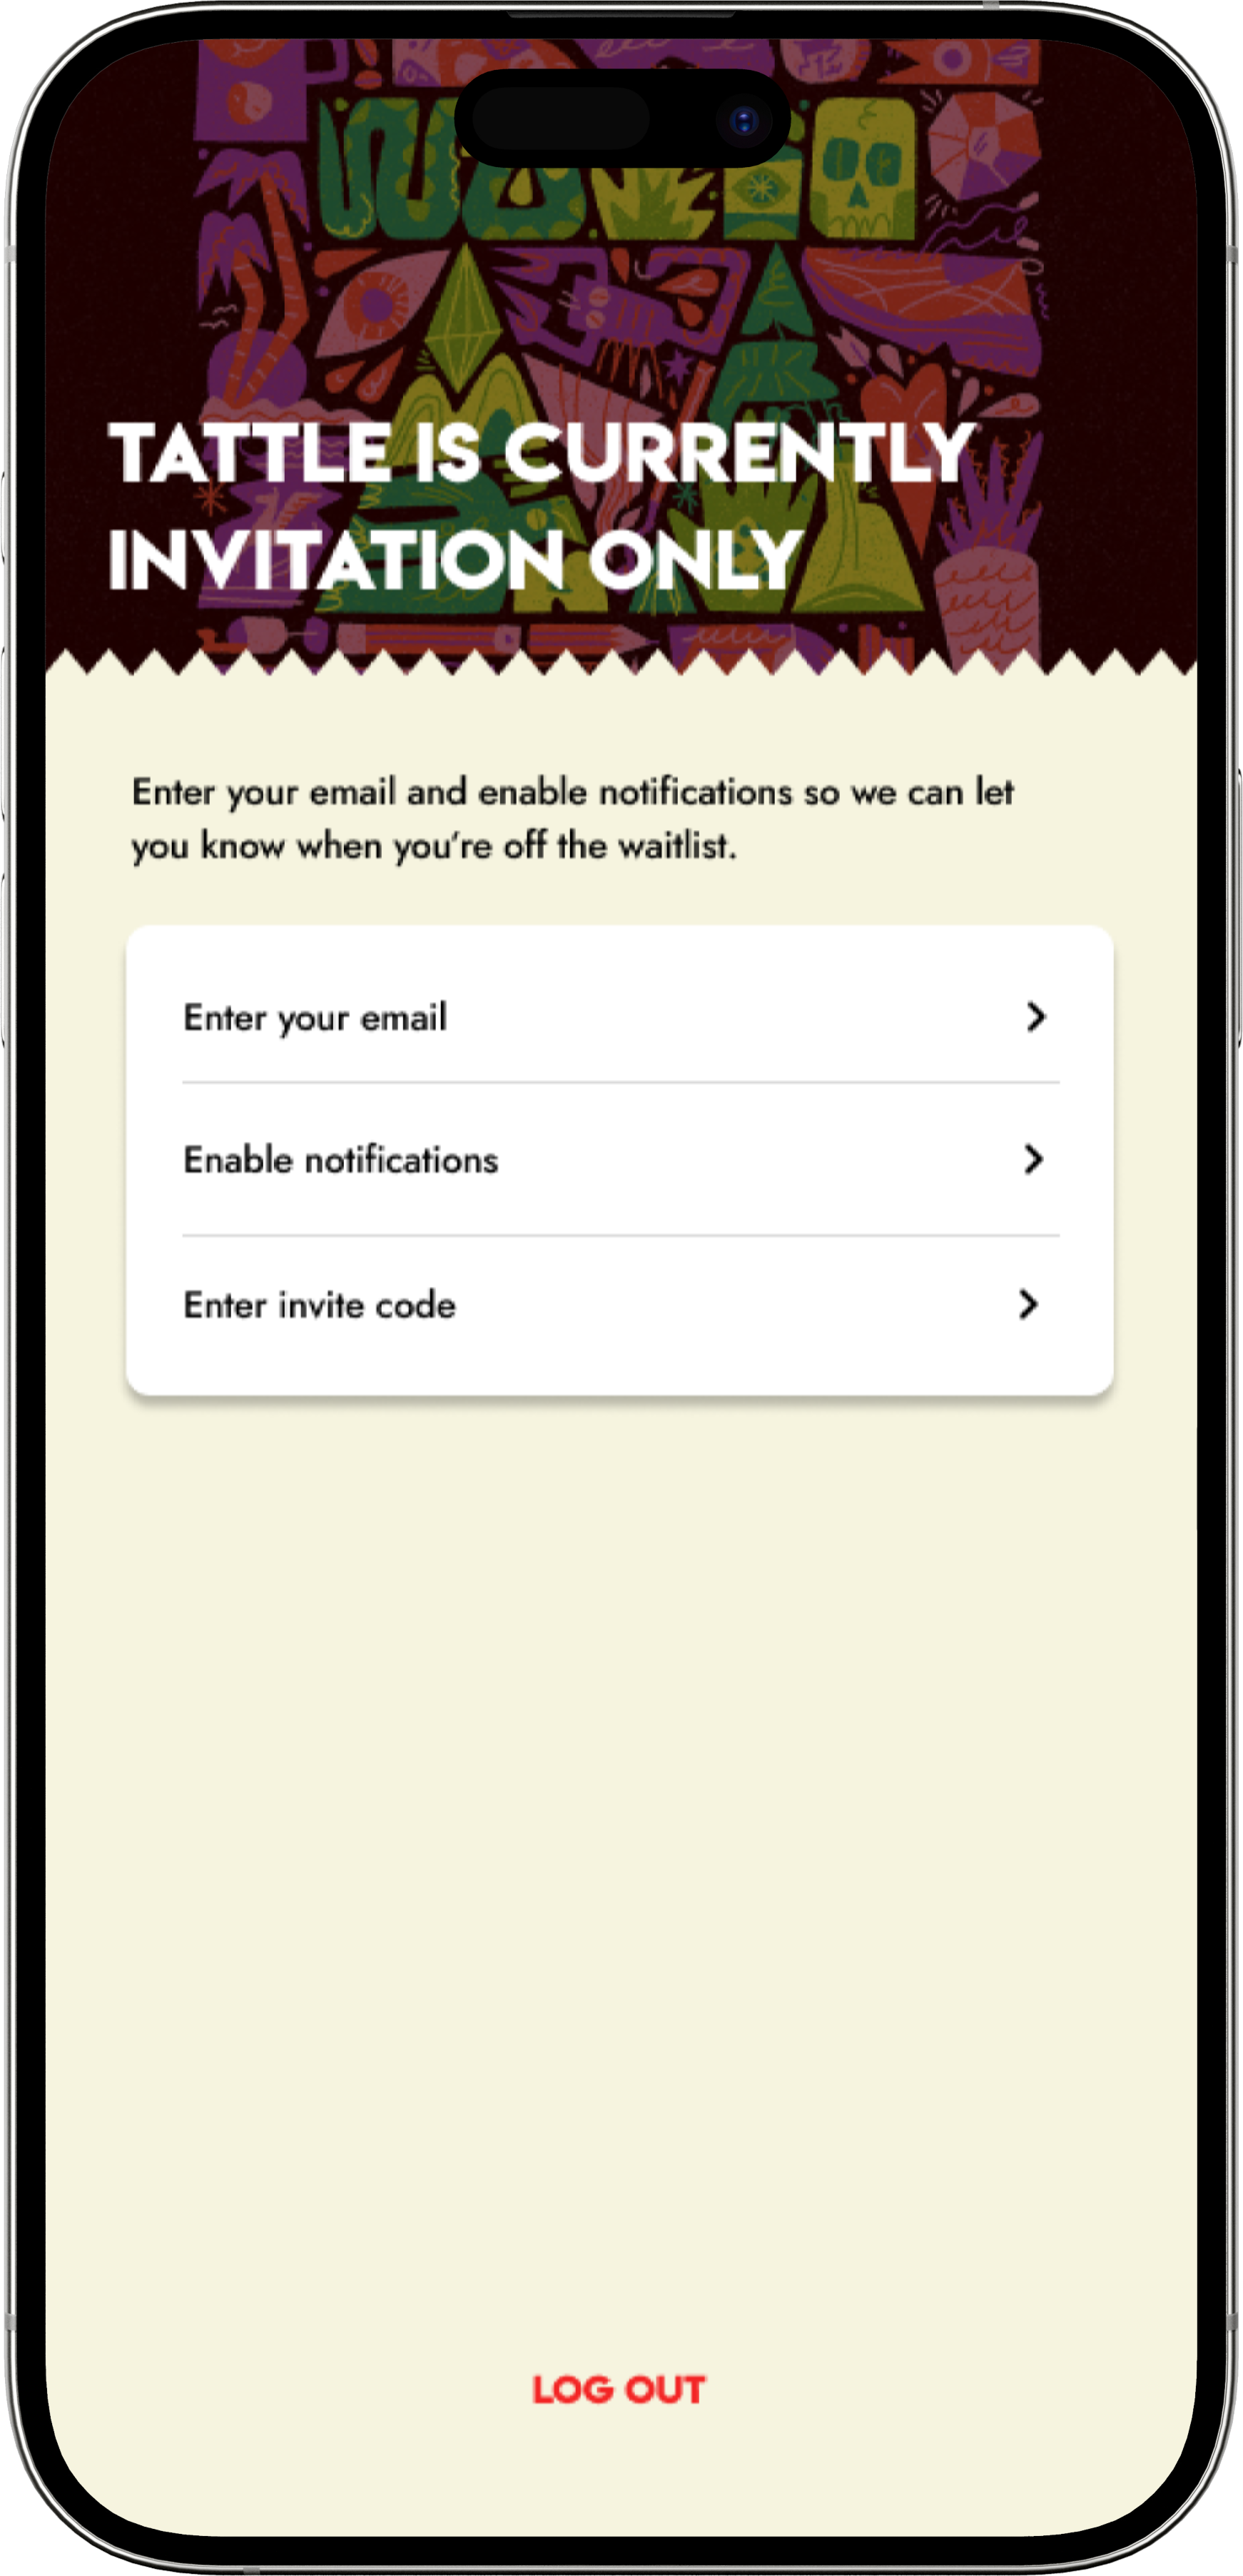 TATTLE IS CURRENTLY
INVITATION ONLY
Enter your email and enable notifications so we can let
you know when you’re off the waitlist.
Enter your email
Enable notifications
Enter invite code
LOG OUT